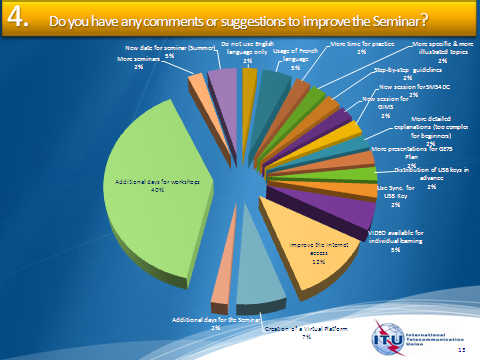 4. Do you have any comments or suggestions to improve the Seminar?
New date for seminar (Summer)
5%
Do not use English
language only
2%
Usage of French
language
5%
More time for practice
2%
More specific & more
illustrated topics
2%
More seminars
2%
Step-by-step guidelines
2%
New session for SMS4DC
2%
New session for
GIMS
2%
More detailed
explanations (too complex
for beginners)
2%
More presentations for GE75
Plan
2%
Distribution of USB keys in
advance
2%
Use Sync. for
USB Key
2%
VIDEO available for
individual learning
5%
Improve the Internet
access
12%
Creation of a Virtual Platform
7%
Additional days for the Seminar
2%
Additional days for workshops
40%
ITU
International
Telecommunication
Union
15